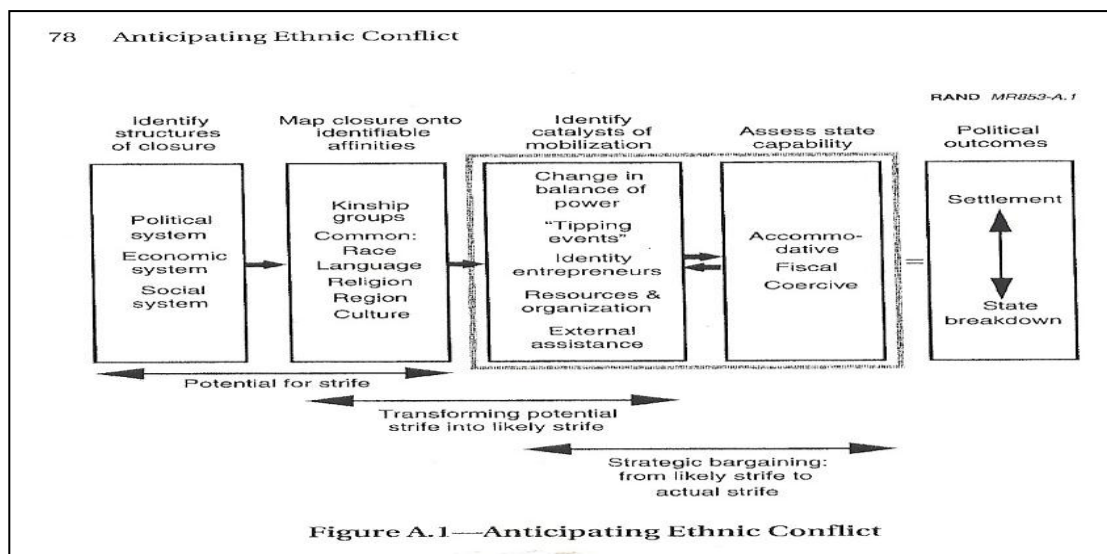 78 Anticipating Ethnic Conflict
RAND MR853-A.1
Identify
structures
of closure
Map closure onto
identifiable
affinities
Identify
catalysts of
mobilization
Assess state
capability
Political
outcomes
Political
system
Economic
system
Social
system
Kinship
groups
Common:
Race
Language
Religion
Region
Culture
Change in
balance of
power
"Tipping
events"
Identity
entrepreneurs
Resources &
organization
External
assistance
Accommo-
dative
Fiscal
Coercive
=
Settlement
State
breakdown
Potential for strife
Transforming potential
strife into likely strife
Strategic bargaining:
from likely strife to
actual strife
Figure A.1—Anticipating Ethnic Conflict